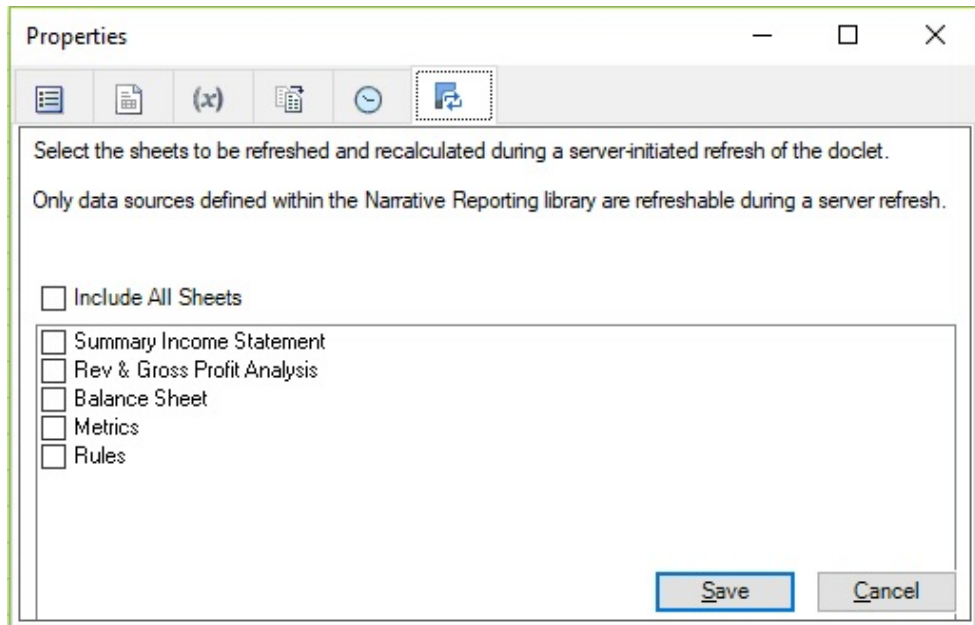 Properties
(x)
Select the sheets to be refreshed and recalculated during a server-initiated refresh of the doclet.
Only data sources defined within the Narrative Reporting library are refreshable during a server refresh.
Include All Sheets
Summary Income Statement
Rev & Gross Profit Analysis
Balance Sheet
Metrics
Rules
Save Cancel